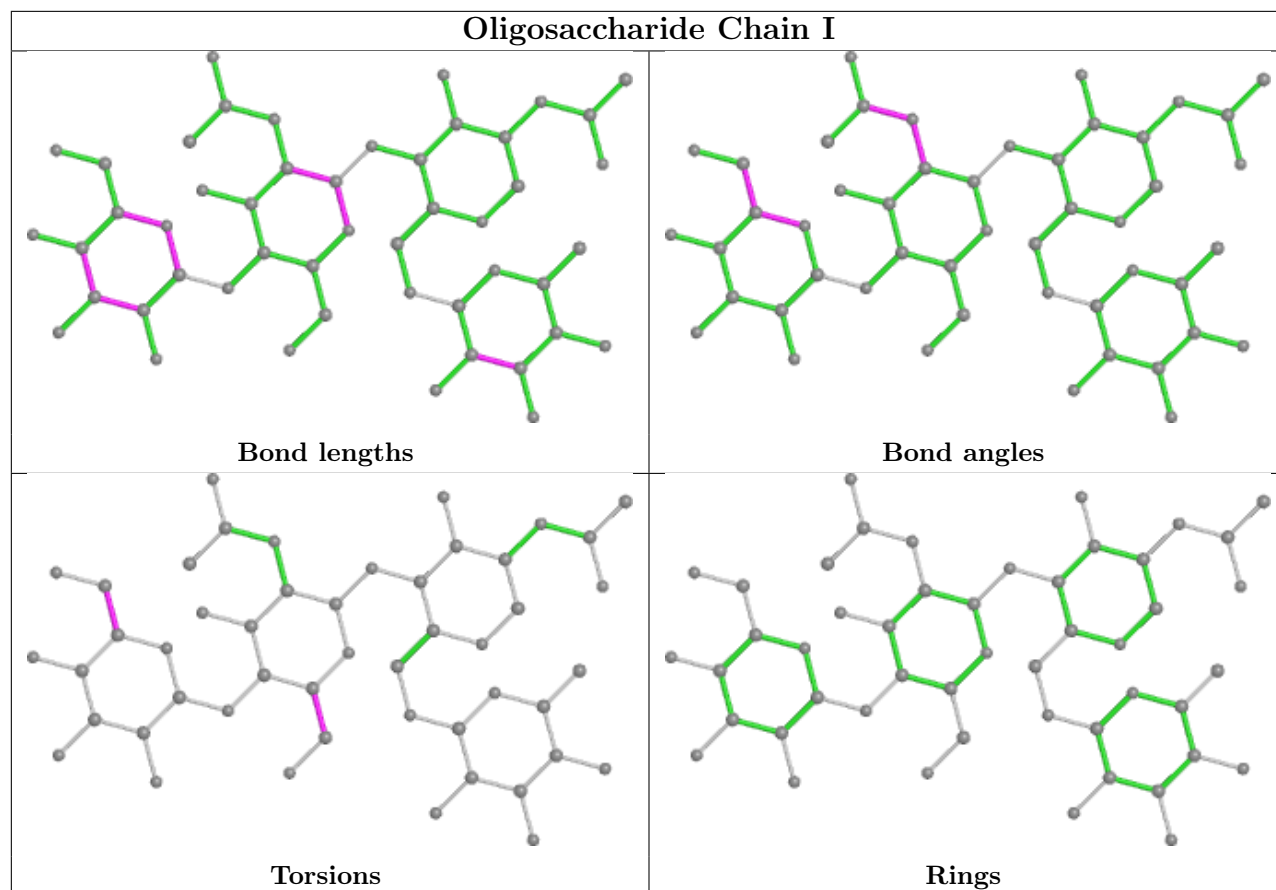 Oligosaccharide Chain I
Bond lengths
Bond angles
Torsions
Rings